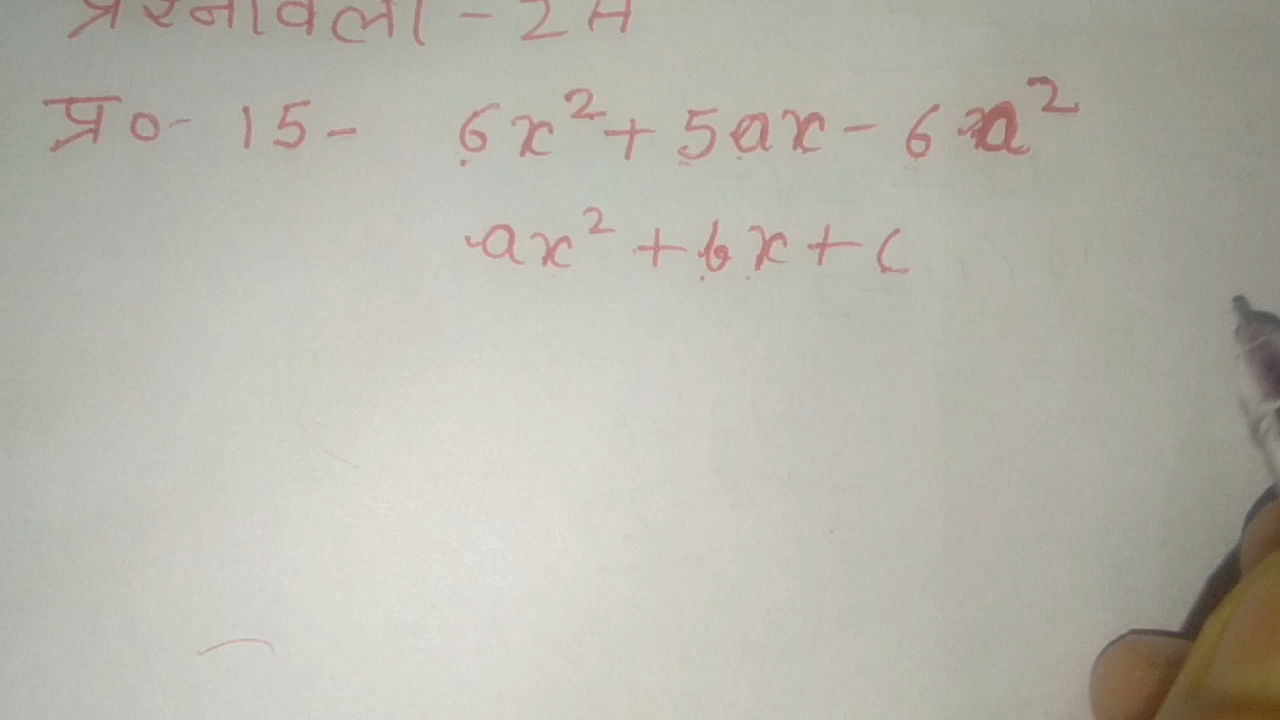 प्रश्नावली - 2A
प्र०- 15- 6x² + 5ax - 6a²
ax² + bx + c